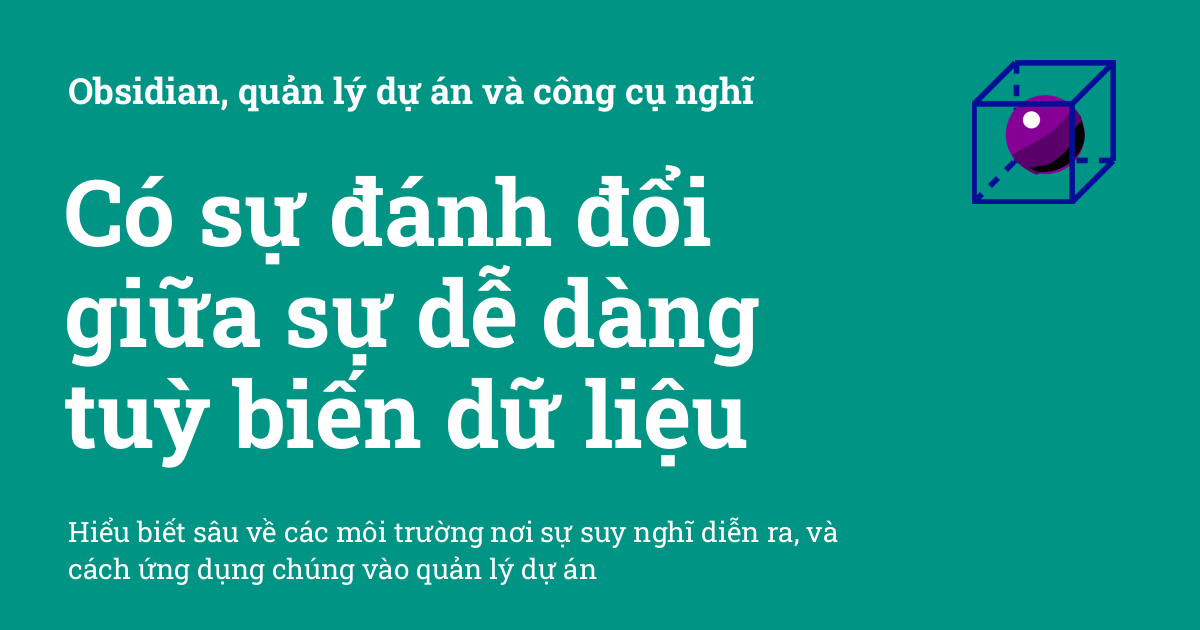 Obsidian, quản lý dự án và công cụ nghĩ
Có sự đánh đổi
giữa sự dễ dàng
tuỳ biến dữ liệu
Hiểu biết sâu về các môi trường nơi sự suy nghĩ diễn ra, và
cách ứng dụng chúng vào quản lý dự án